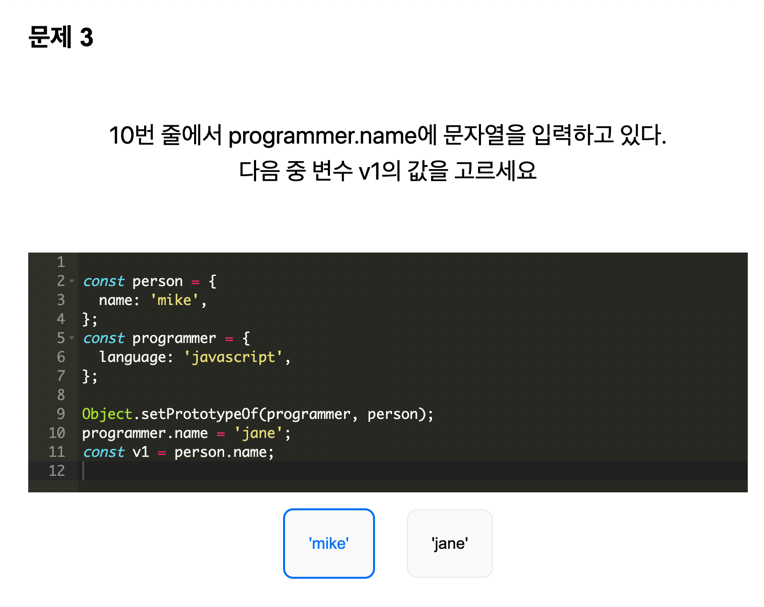 문제 3
10번 줄에서 programmer.name에 문자열을 입력하고 있다.
다음 중 변수 v1의 값을 고르세요
1
2 const person = {
3   name: 'mike',
4 };
5 const programmer = {
6   language: 'javascript',
7 };
8
9 Object.setPrototypeOf(programmer, person);
10 programmer.name = 'jane';
11 const v1 = person.name;
12
'mike' 'jane'